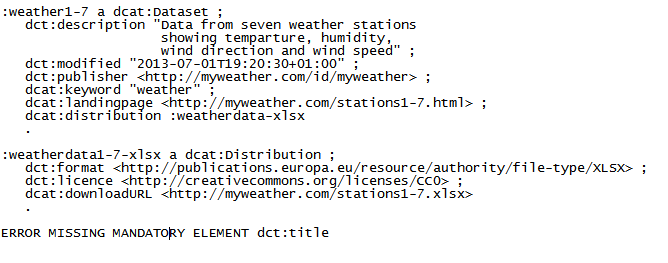 :weather1-7 a dcat:Dataset ;
dct:description "Data from seven weather stations
showing temparture, humidity,
wind direction and wind speed" ;
dct:modified "2013-07-01T19:20:30+01:00" ;
dct:publisher <http://myweather.com/id/myweather> ;
dcat:keyword "weather" ;
dcat:landingpage <http://myweather.com/stations1-7.html> ;
dcat:distribution :weatherdata-xlsx
.
:weatherdata1-7-xlsx a dcat:Distribution ;
dct:format <http://publications.europa.eu/resource/authority/file-type/XLSX> ;
dct:licence <http://creativecommons.org/licenses/CC0> ;
dcat:downloadURL <http://myweather.com/stations1-7.xlsx>
.
ERROR MISSING MANDATORY ELEMENT dct:title